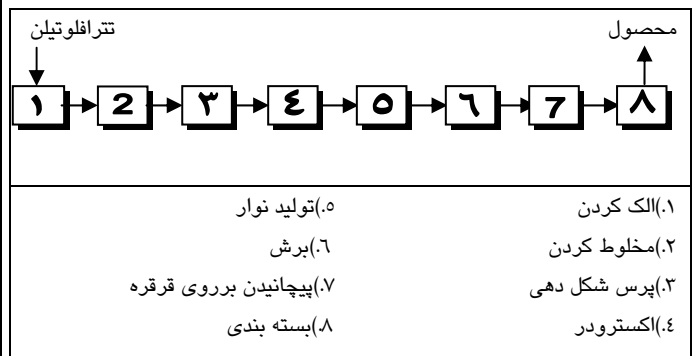 محصول
تترافلوتیلن
١ 2 ٣ ٤ ٥ ٦ 7 ٨
١.)الک کردن
٢.)مخلوط کردن
٣.)پرس شکل دهی
٤.)اکسترودر
٥.)تولید نوار
٦.)برش
٧.)پیچانیدن برروی قرقره
٨.)بسته بندی